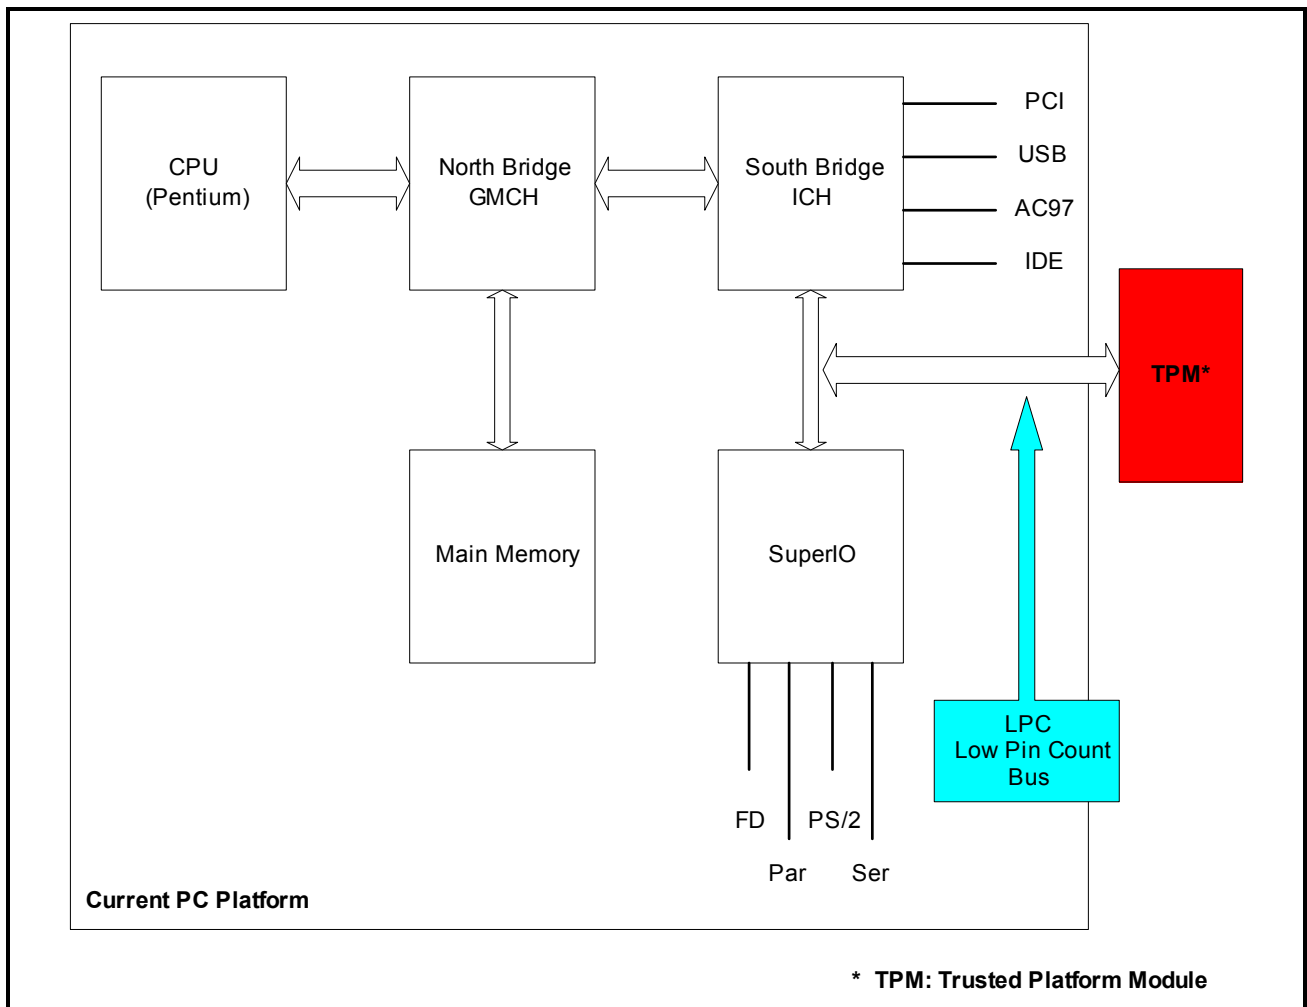 CPU
(Pentium)
North Bridge
GMCH
South Bridge
ICH
PCI
USB
AC97
IDE
TPM*
Main Memory
SuperIO
LPC
Low Pin Count
Bus
FD
PS/2
Par
Ser
Current PC Platform
* TPM: Trusted Platform Module